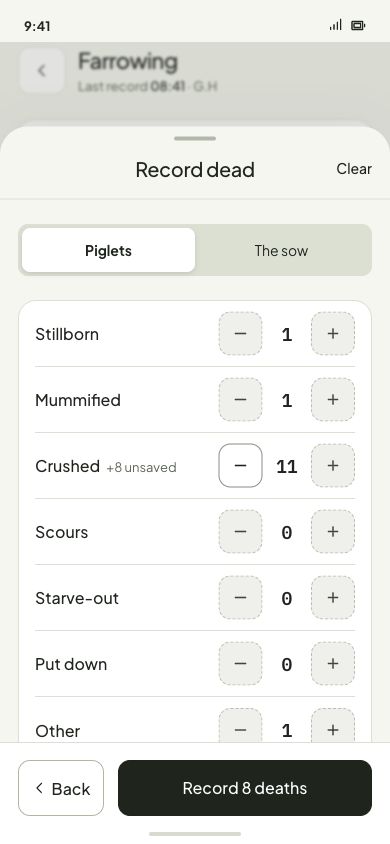 9:41
Farrowing
Last record 08:41 · G.H
Record dead
Clear
Piglets
The sow
Stillborn − 1 +
Mummified − 1 +
Crushed +8 unsaved − 11 +
Scours − 0 +
Starve-out − 0 +
Put down − 0 +
Other − 1 +
Back
Record 8 deaths